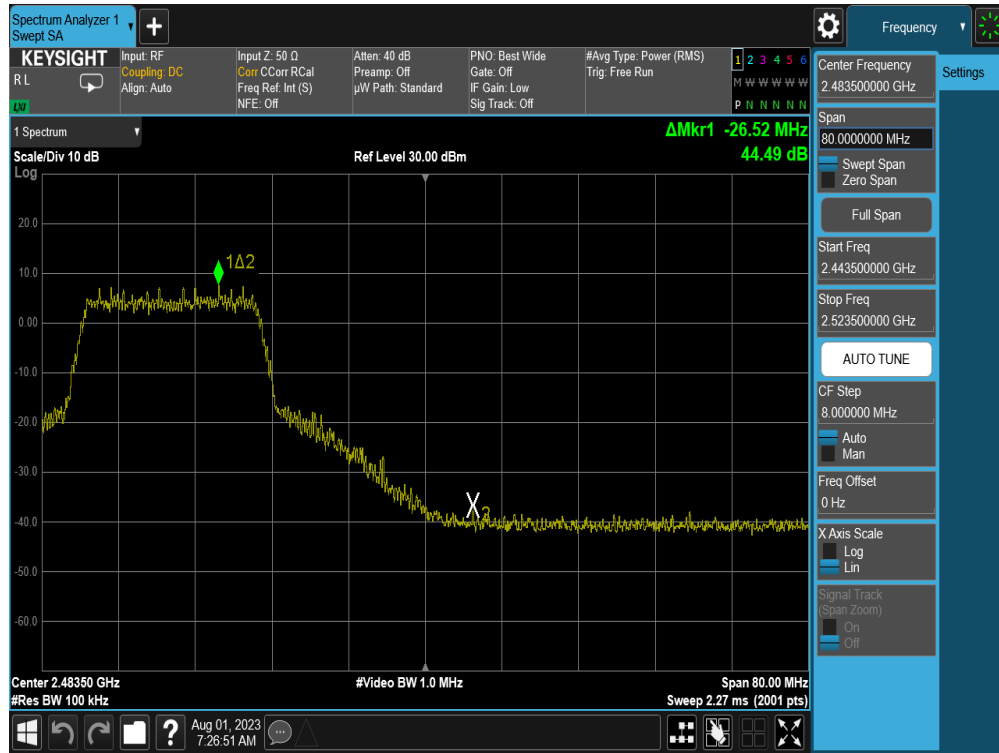 Spectrum Analyzer 1
Swept SA
Frequency
KEYSIGHT
R L
LXI
Input: RF
Coupling: DC
Align: Auto
Input Z: 50 Ω
Corr CCorr RCal
Freq Ref: Int (S)
NFE: Off
Atten: 40 dB
Preamp: Off
µW Path: Standard
PNO: Best Wide
Gate: Off
IF Gain: Low
Sig Track: Off
#Avg Type: Power (RMS)
Trig: Free Run
1 2 3 4 5 6
M W W W W W
P N N N N N
1 Spectrum
Scale/Div 10 dB
Log
Ref Level 30.00 dBm
ΔMkr1 -26.52 MHz
44.49 dB
20.0
10.0
0.00
-10.0
-20.0
-30.0
-40.0
-50.0
-60.0
1Δ2
X2
Center 2.48350 GHz
#Res BW 100 kHz
#Video BW 1.0 MHz
Span 80.00 MHz
Sweep 2.27 ms (2001 pts)
Center Frequency
2.483500000 GHz
Settings
Span
80.0000000 MHz
Swept Span
Zero Span
Full Span
Start Freq
2.443500000 GHz
Stop Freq
2.523500000 GHz
AUTO TUNE
CF Step
8.000000 MHz
Auto
Man
Freq Offset
0 Hz
X Axis Scale
Log
Lin
Signal Track
(Span Zoom)
On
Off
?
Aug 01, 2023
7:26:51 AM